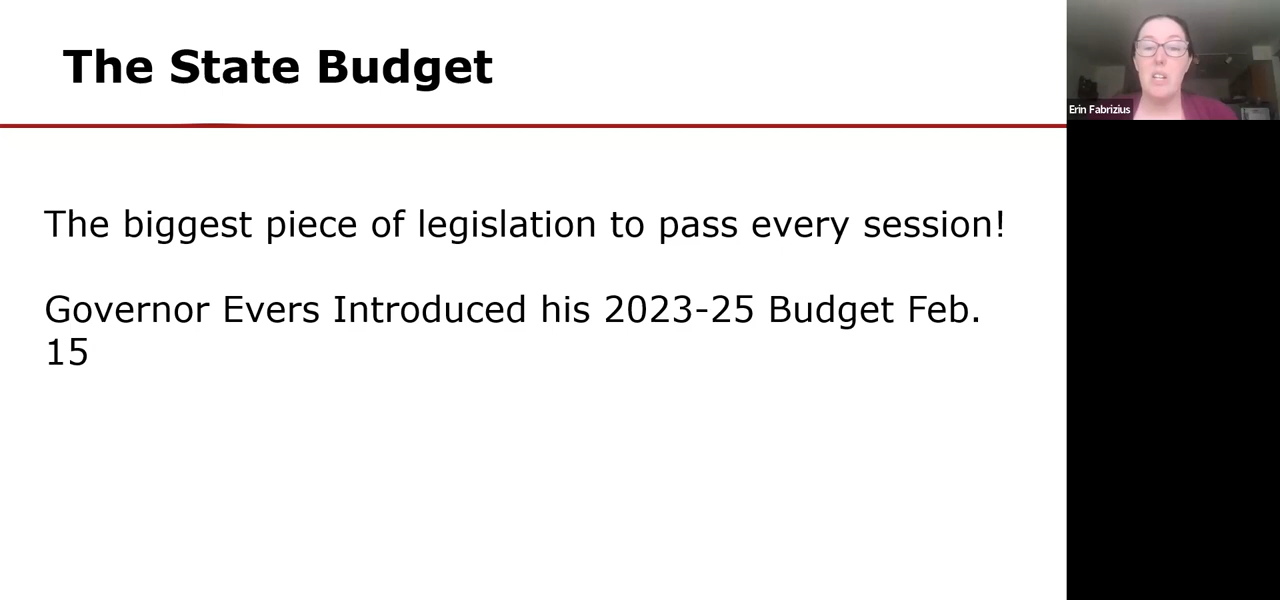 The State Budget
Erin Fabrizius
The biggest piece of legislation to pass every session!
Governor Evers Introduced his 2023-25 Budget Feb.
15